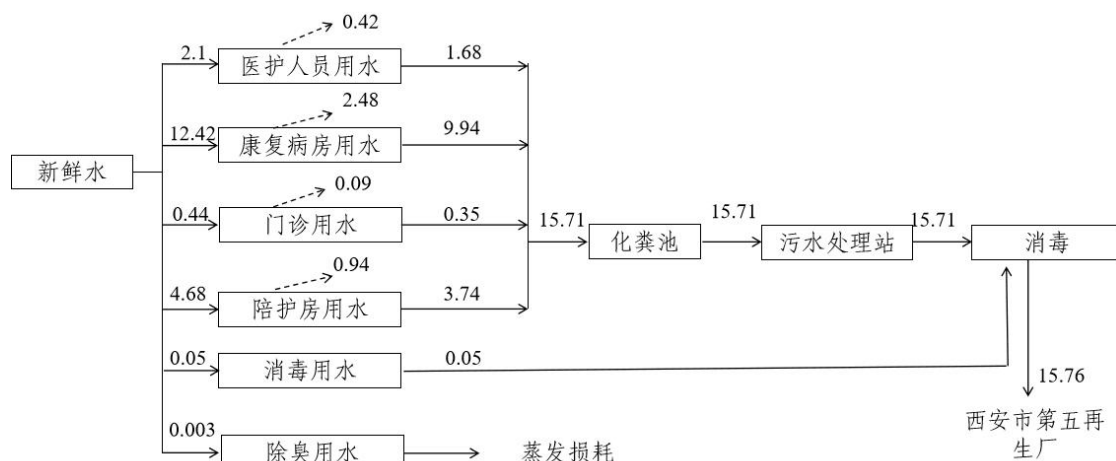 0.42
2.1
医护人员用水
1.68
2.48
12.42
康复病房用水
9.94
新鲜水
0.09
0.44
门诊用水
0.35
15.71
化粪池
15.71
污水处理站
15.71
消毒
0.94
4.68
陪护房用水
3.74
0.05
消毒用水
0.05
15.76
西安市第五再
生厂
0.003
除臭用水
蒸发损耗